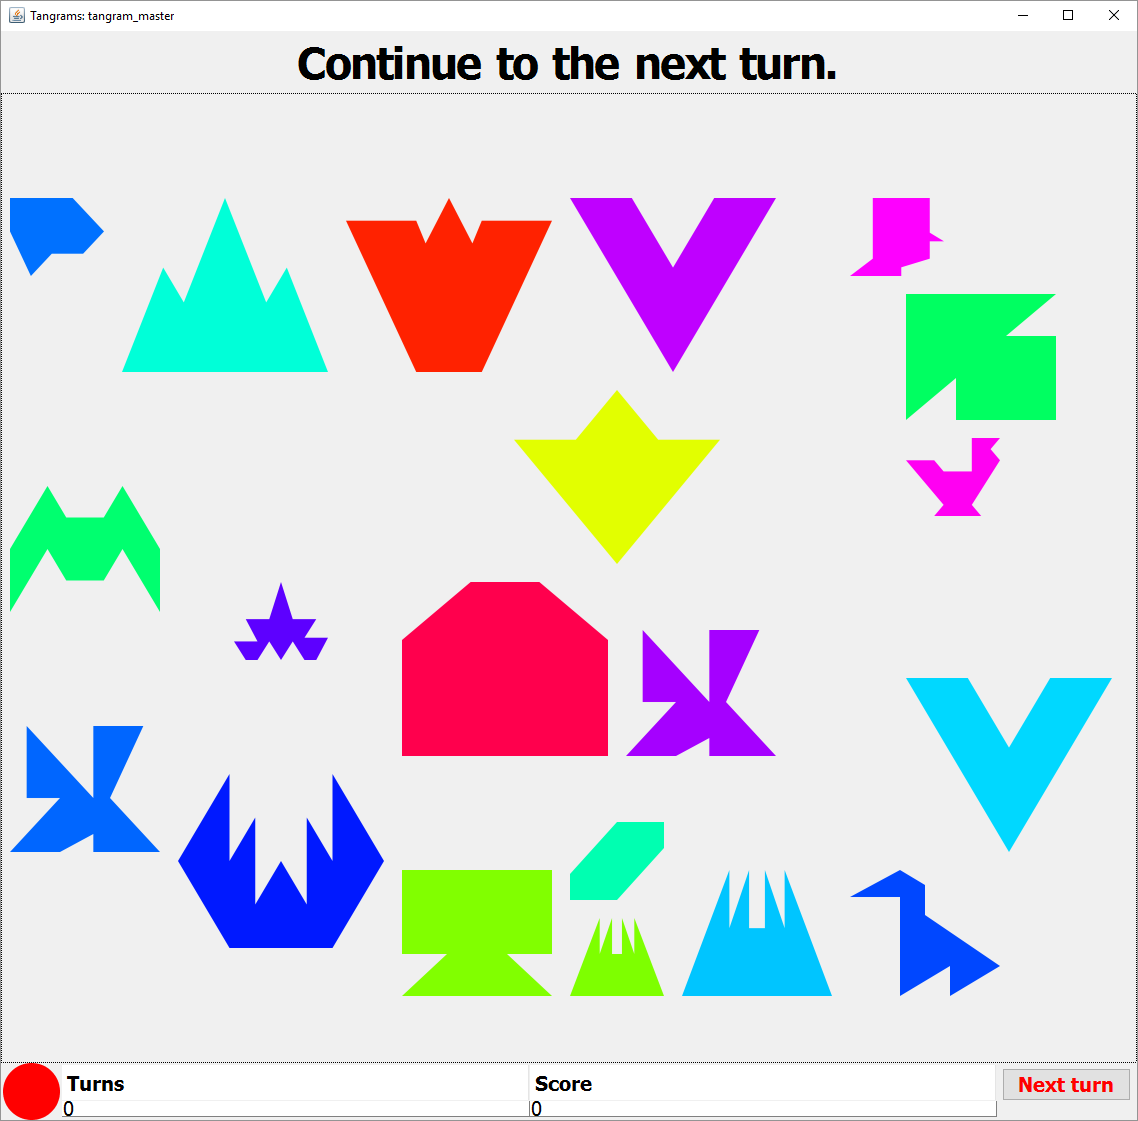 Tangrams: tangram_master
Continue to the next turn.
Turns
Score
0
0
Next turn